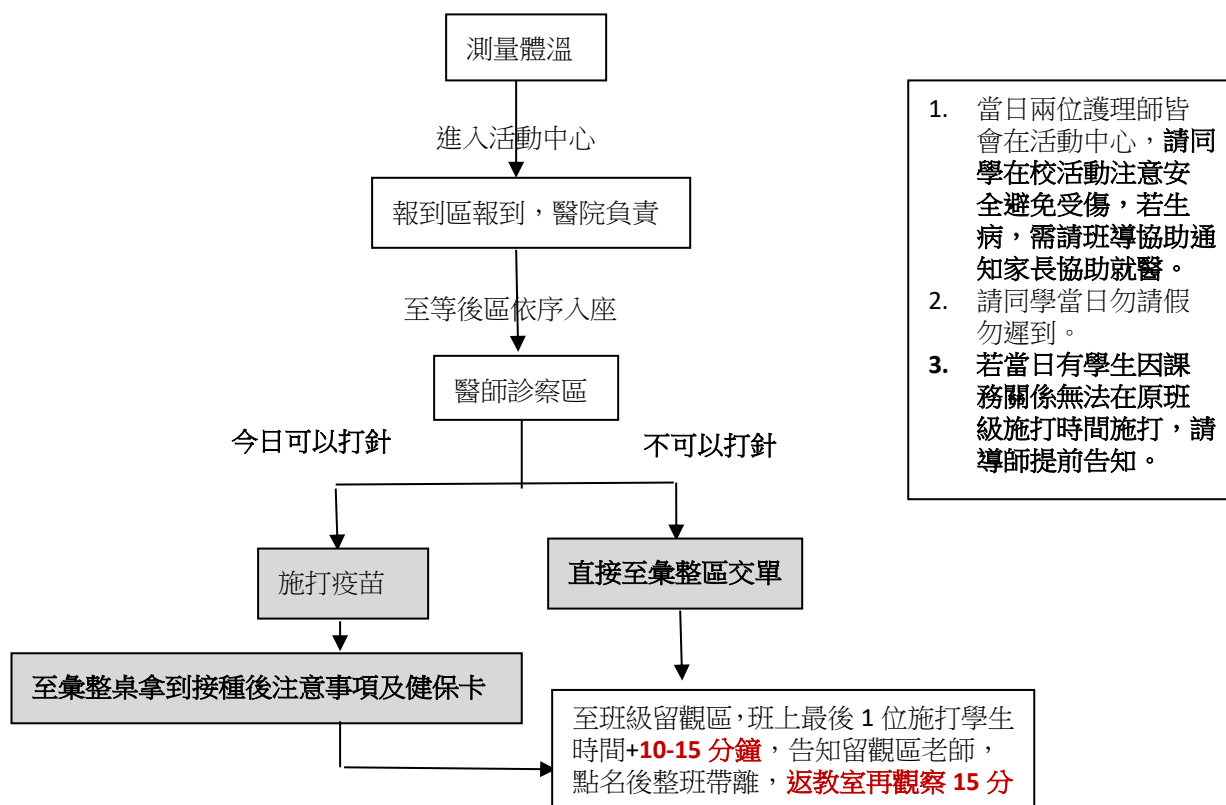 測量體溫
進入活動中心
報到區報到，醫院負責
至等後區依序入座
醫師診察區
今日可以打針
不可以打針
施打疫苗
直接至彙整區交單
至彙整桌拿到接種後注意事項及健保卡
至班級留觀區，班上最後 1 位施打學生
時間+10-15 分鐘，告知留觀區老師，
點名後整班帶離，返教室再觀察 15 分
1. 當日兩位護理師皆
會在活動中心，請同
學在校活動注意安
全避免受傷，若生
病，需請班導協助通
知家長協助就醫。
2. 請同學當日勿請假
勿遲到。
3. 若當日有學生因課
務關係無法在原班
級施打時間施打，請
導師提前告知。